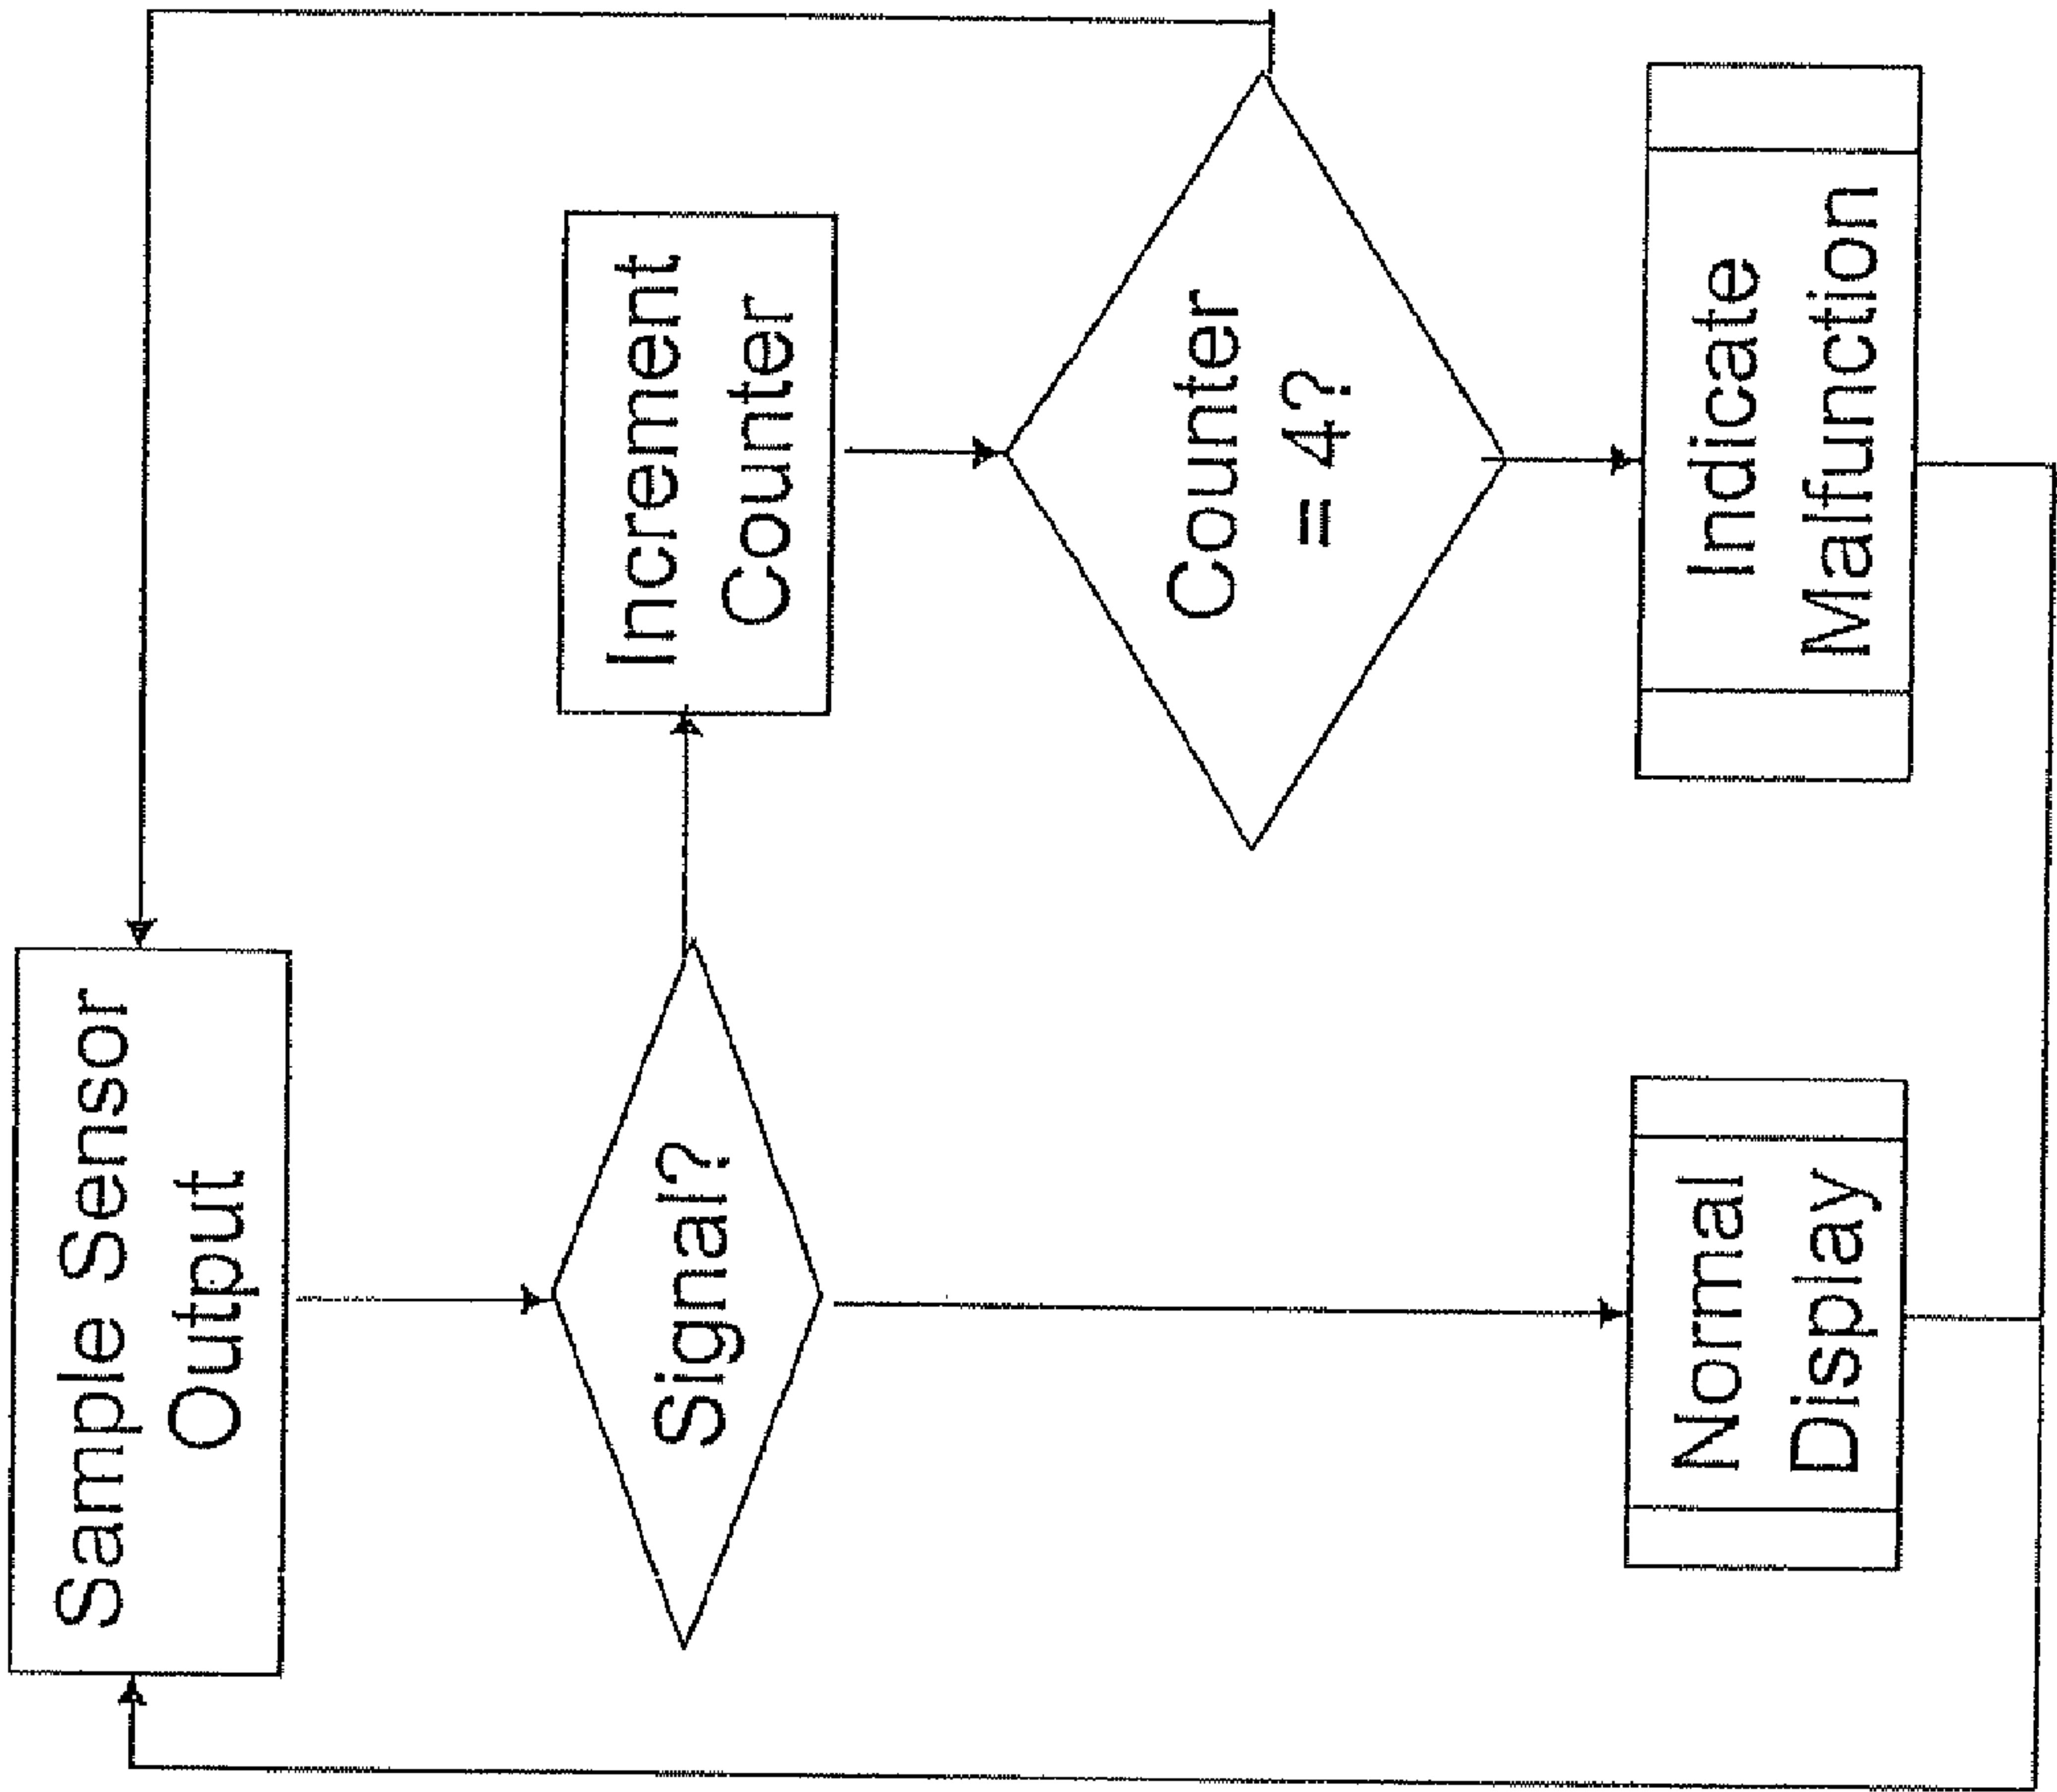 Sample Sensor
Output
Signal?
Increment
Counter
Counter
= 4?
Normal
Display
Indicate
Malfunction